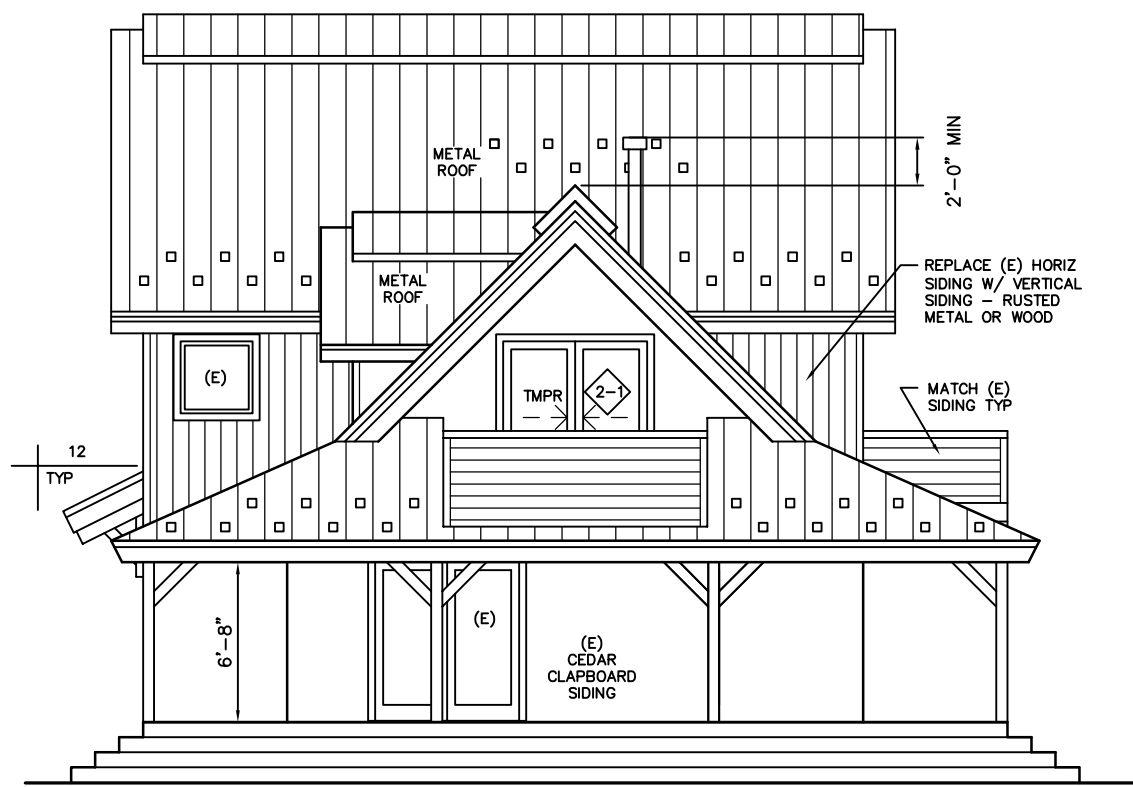 METAL
ROOF
2'-0" MIN
METAL
ROOF
REPLACE (E) HORIZ
SIDING W/ VERTICAL
SIDING – RUSTED
METAL OR WOOD
(E)
TMPR
2-1
MATCH (E)
SIDING TYP
12
TYP
6'-8"
(E)
(E)
CEDAR
CLAPBOARD
SIDING